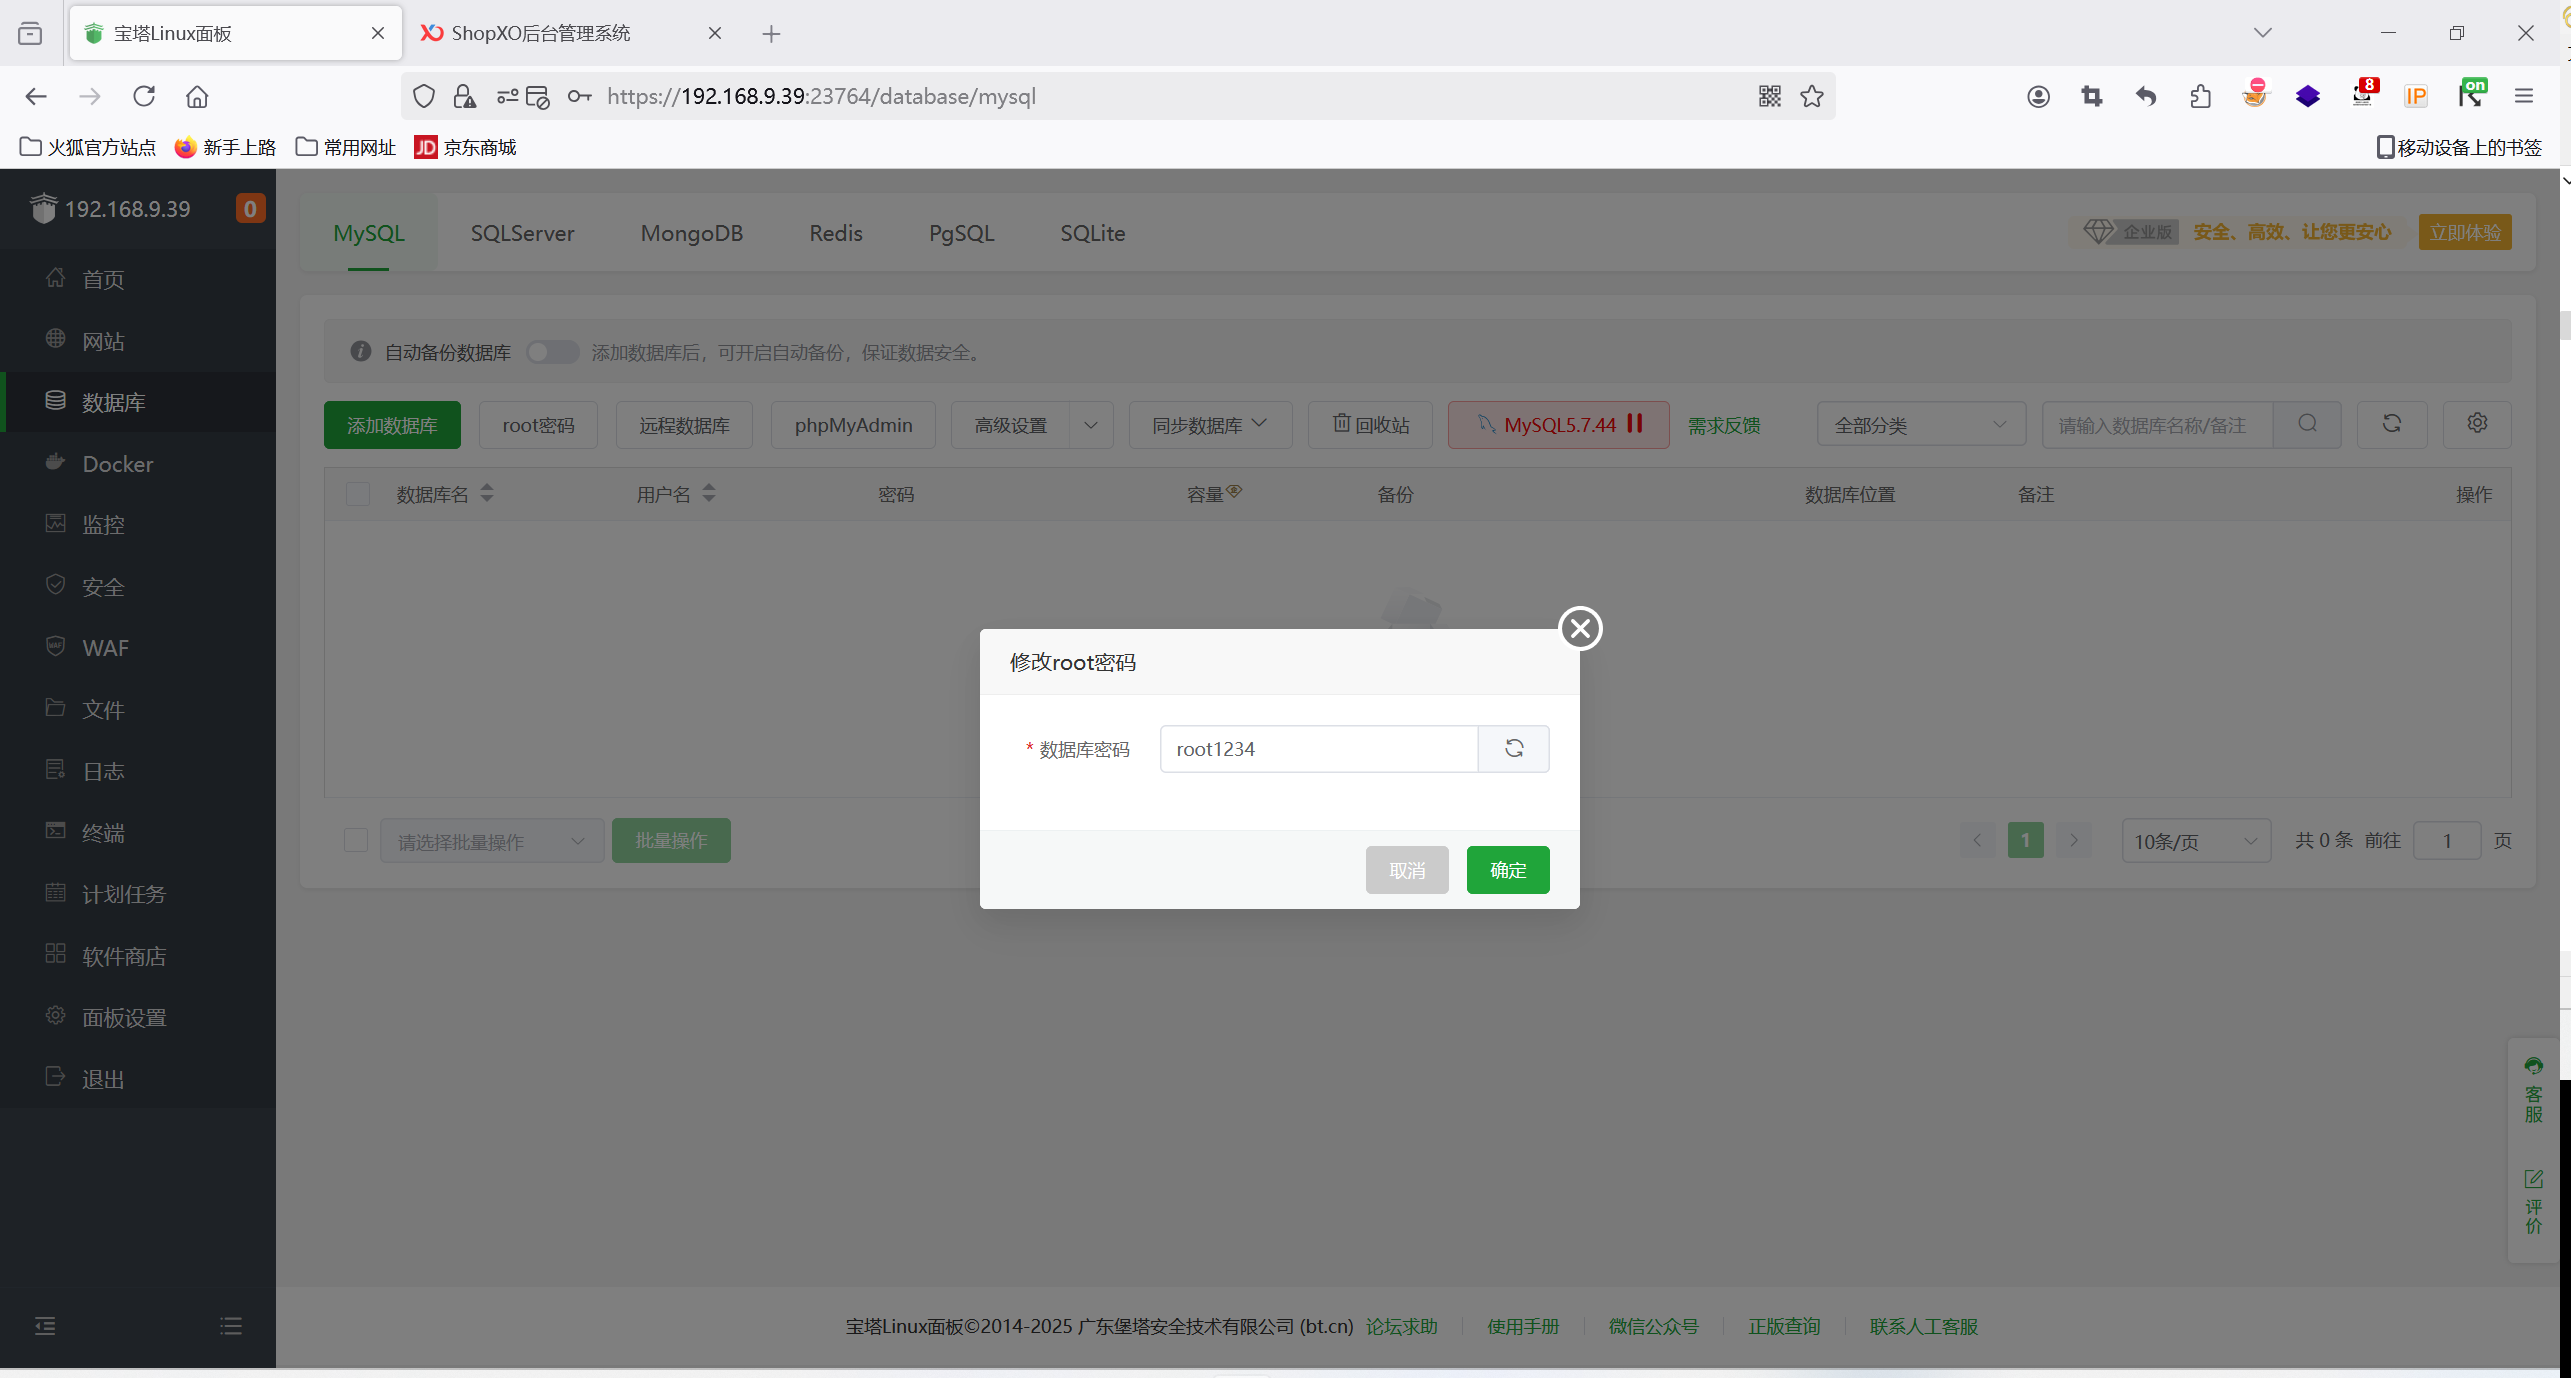 宝塔Linux面板
ShopXO后台管理系统
https://192.168.9.39:23764/database/mysql
8
IP
on
火狐官方站点
新手上路
常用网址
JD 京东商城
移动设备上的书签
192.168.9.39
0
首页
网站
数据库
Docker
监控
安全
WAF
文件
日志
终端
计划任务
软件商店
面板设置
退出
MySQL
SQLServer
MongoDB
Redis
PgSQL
SQLite
企业版
安全、高效、让您更安心
立即体验
自动备份数据库
添加数据库后，可开启自动备份，保证数据安全。
添加数据库
root密码
远程数据库
phpMyAdmin
高级设置
同步数据库
回收站
MySQL5.7.44
需求反馈
全部分类
请输入数据库名称/备注
数据库名
用户名
密码
容量
备份
数据库位置
备注
操作
修改root密码
* 数据库密码
root1234
取消
确定
请选择批量操作
批量操作
1
10条/页
共 0 条
前往
1
页
客服
评价
宝塔Linux面板©2014-2025 广东堡塔安全技术有限公司 (bt.cn)
论坛求助
使用手册
微信公众号
正版查询
联系人工客服